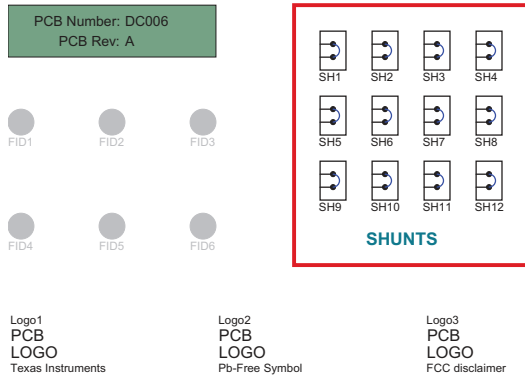 PCB Number: DC006
PCB Rev: A
SH1 SH2 SH3 SH4
FID1 FID2 FID3
SH5 SH6 SH7 SH8
SH9 SH10 SH11 SH12
FID4 FID5 FID6
SHUNTS
Logo1 Logo2 Logo3
PCB PCB PCB
LOGO LOGO LOGO
Texas Instruments Pb-Free Symbol FCC disclaimer